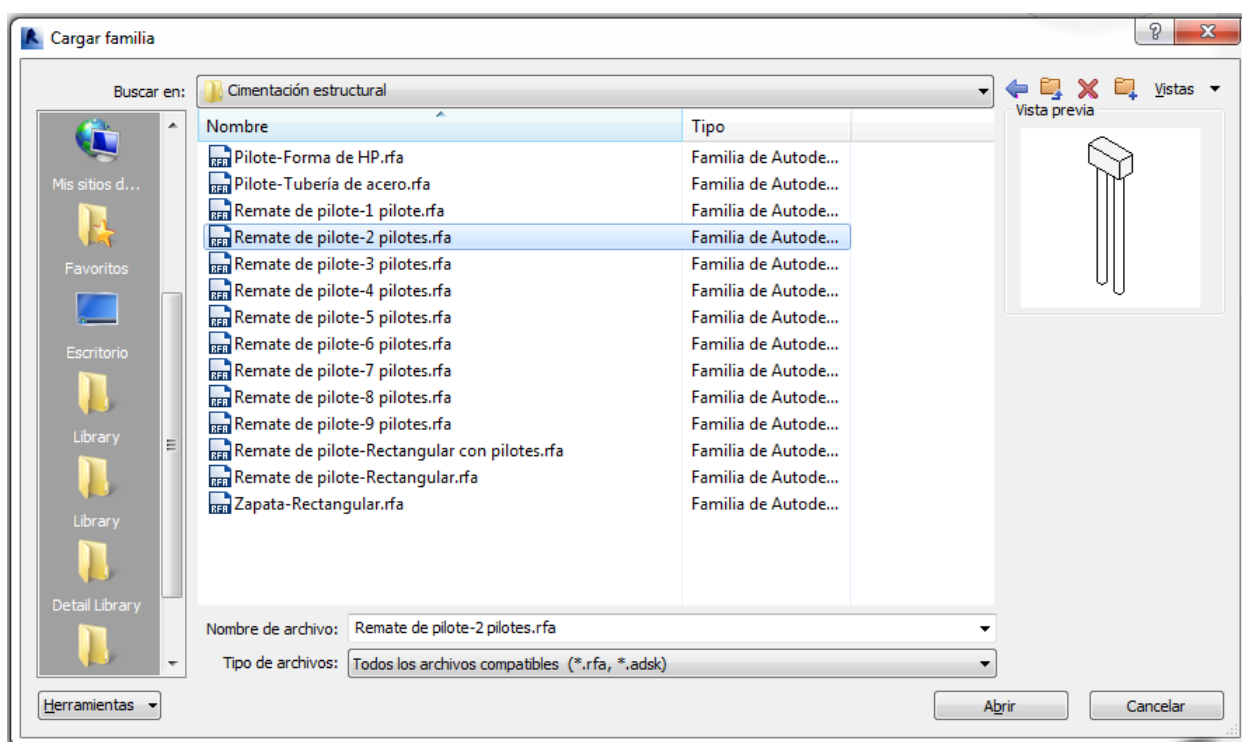 Cargar familia
Buscar en: Cimentación estructural Vistas
Nombre Tipo
Vista previa
Pilote-Forma de HP.rfa Familia de Autode...
Pilote-Tubería de acero.rfa Familia de Autode...
Remate de pilote-1 pilote.rfa Familia de Autode...
Remate de pilote-2 pilotes.rfa Familia de Autode...
Remate de pilote-3 pilotes.rfa Familia de Autode...
Remate de pilote-4 pilotes.rfa Familia de Autode...
Remate de pilote-5 pilotes.rfa Familia de Autode...
Remate de pilote-6 pilotes.rfa Familia de Autode...
Remate de pilote-7 pilotes.rfa Familia de Autode...
Remate de pilote-8 pilotes.rfa Familia de Autode...
Remate de pilote-9 pilotes.rfa Familia de Autode...
Remate de pilote-Rectangular con pilotes.rfa Familia de Autode...
Remate de pilote-Rectangular.rfa Familia de Autode...
Zapata-Rectangular.rfa Familia de Autode...
Mis sitios d...
Favoritos
Escritorio
Library
Library
Detail Library
Nombre de archivo: Remate de pilote-2 pilotes.rfa
Tipo de archivos: Todos los archivos compatibles (*.rfa, *.adsk)
Herramientas Abrir Cancelar